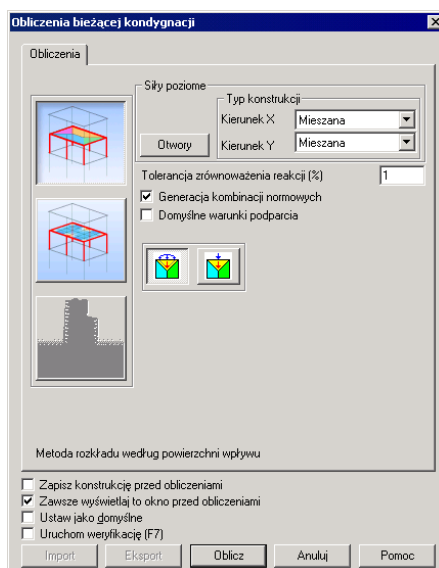 Obliczenia bieżącej kondygnacji
Obliczenia
Siły poziome
Typ konstrukcji
Kierunek X Mieszana
Otwory Kierunek Y Mieszana
Tolerancja zrównoważenia reakcji (%) 1
Generacja kombinacji normowych
Domyślne warunki podparcia
Metoda rozkładu według powierzchni wpływu
Zapisz konstrukcję przed obliczeniami
Zawsze wyświetlaj to okno przed obliczeniami
Ustaw jako domyślne
Uruchom weryfikację (F7)
Import Eksport Oblicz Anuluj Pomoc